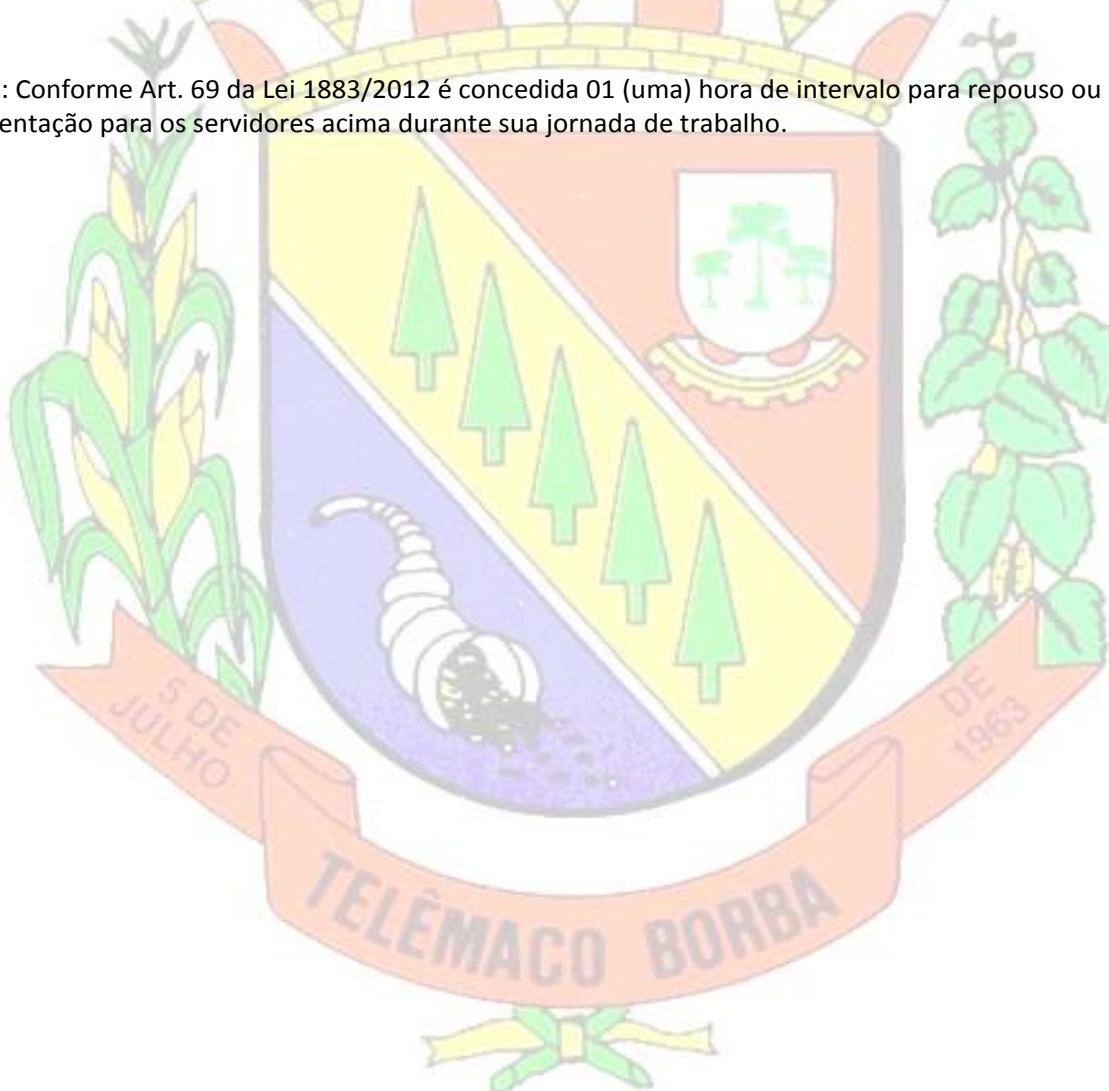 : Conforme Art. 69 da Lei 1883/2012 é concedida 01 (uma) hora de intervalo para repouso ou
entação para os servidores acima durante sua jornada de trabalho.
5 DE
JULHO
DE
1963
TELÊMACO BORBA